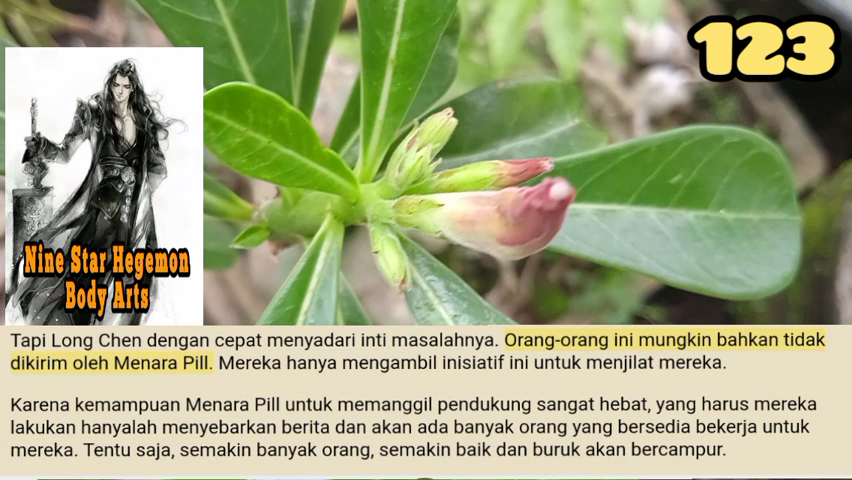 123
Nine Star Hegemon
Body Arts
Tapi Long Chen dengan cepat menyadari inti masalahnya. Orang-orang ini mungkin bahkan tidak
dikirim oleh Menara Pill. Mereka hanya mengambil inisiatif ini untuk menjilat mereka.
Karena kemampuan Menara Pill untuk memanggil pendukung sangat hebat, yang harus mereka
lakukan hanyalah menyebarkan berita dan akan ada banyak orang yang bersedia bekerja untuk
mereka. Tentu saja, semakin banyak orang, semakin baik dan buruk akan bercampur.